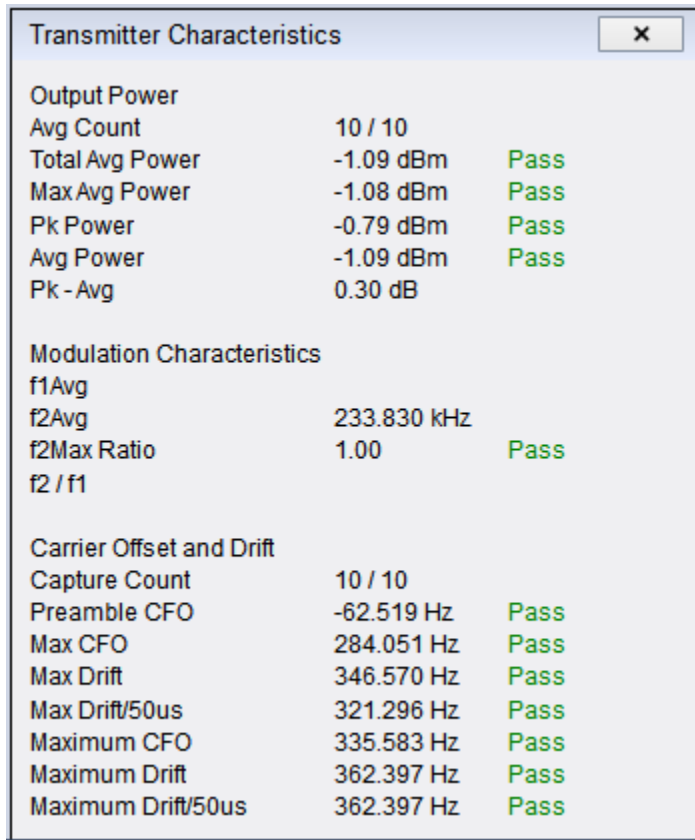 Transmitter Characteristics
Output Power
Avg Count 10 / 10
Total Avg Power -1.09 dBm Pass
Max Avg Power -1.08 dBm Pass
Pk Power -0.79 dBm Pass
Avg Power -1.09 dBm Pass
Pk - Avg 0.30 dB
Modulation Characteristics
f1Avg
f2Avg 233.830 kHz
f2Max Ratio 1.00 Pass
f2 / f1
Carrier Offset and Drift
Capture Count 10 / 10
Preamble CFO -62.519 Hz Pass
Max CFO 284.051 Hz Pass
Max Drift 346.570 Hz Pass
Max Drift/50us 321.296 Hz Pass
Maximum CFO 335.583 Hz Pass
Maximum Drift 362.397 Hz Pass
Maximum Drift/50us 362.397 Hz Pass